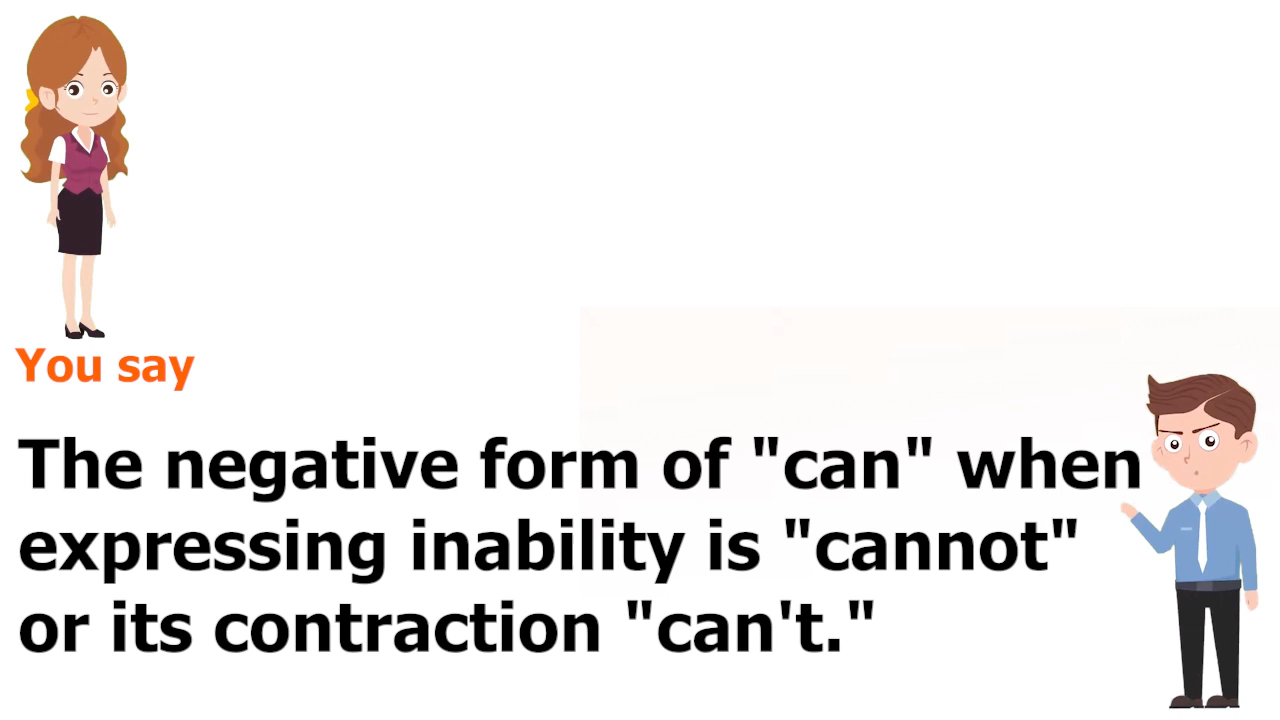 You say
The negative form of "can" when
expressing inability is "cannot"
or its contraction "can't."